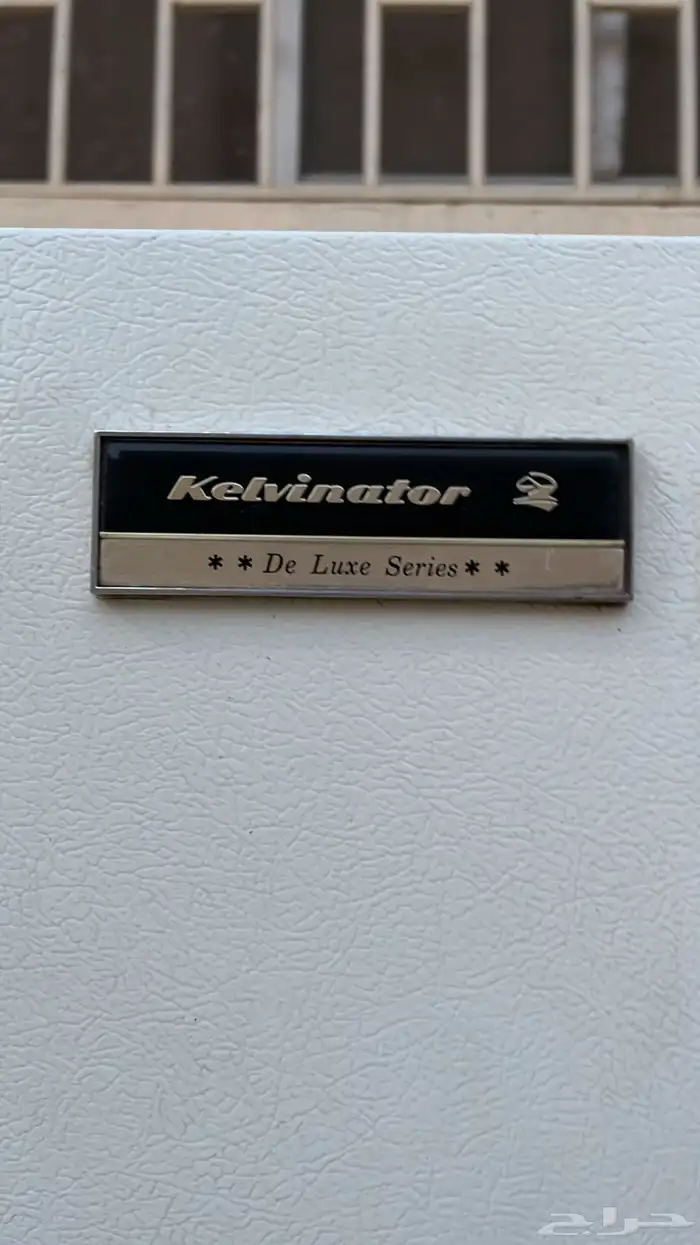 Kelvinator
** De Luxe Series **
حراج